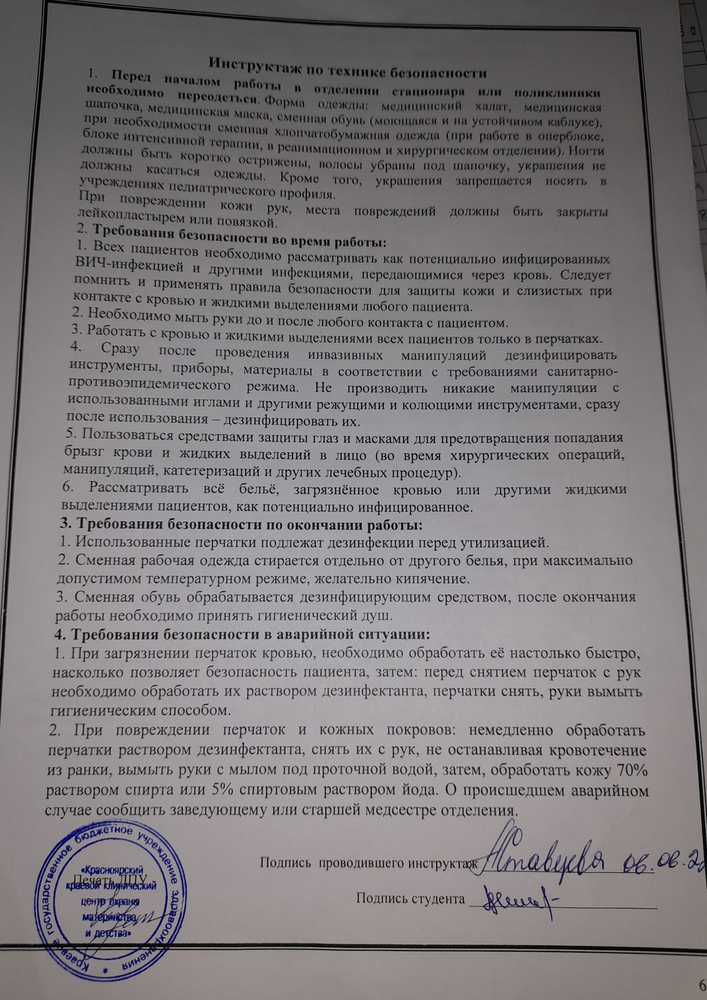 Инструктаж по технике безопасности
1. Перед началом работы в отделении стационара или поликлиники
необходимо переодеться. Форма одежды: медицинский халат, медицинская
шапочка, медицинская маска, сменная обувь (моющаяся и на устойчивом каблуке),
при необходимости сменная хлопчатобумажная одежда (при работе в оперблоке,
блоке интенсивной терапии, в реанимационном и хирургическом отделении). Ногти
должны быть коротко острижены, волосы убраны под шапочку, украшения не
должны касаться одежды. Кроме того, украшения запрещается носить в
учреждениях педиатрического профиля.
При повреждении кожи рук, места повреждений должны быть закрыты
лейкопластырем или повязкой.
2. Требования безопасности во время работы:
1. Всех пациентов необходимо рассматривать как потенциально инфицированных
ВИЧ-инфекцией и другими инфекциями, передающимися через кровь. Следует
помнить и применять правила безопасности для защиты кожи и слизистых при
контакте с кровью и жидкими выделениями любого пациента.
2. Необходимо мыть руки до и после любого контакта с пациентом.
3. Работать с кровью и жидкими выделениями всех пациентов только в перчатках.
4. Сразу после проведения инвазивных манипуляций дезинфицировать
инструменты, приборы, материалы в соответствии с требованиями санитарно-
противоэпидемического режима. Не производить никакие манипуляции с
использованными иглами и другими режущими и колющими инструментами, сразу
после использования – дезинфицировать их.
5. Пользоваться средствами защиты глаз и масками для предотвращения попадания
брызг крови и жидких выделений в лицо (во время хирургических операций,
манипуляций, катетеризаций и других лечебных процедур).
6. Рассматривать всё бельё, загрязнённое кровью или другими жидкими
выделениями пациентов, как потенциально инфицированное.
3. Требования безопасности по окончании работы:
1. Использованные перчатки подлежат дезинфекции перед утилизацией.
2. Сменная рабочая одежда стирается отдельно от другого белья, при максимально
допустимом температурном режиме, желательно кипячение.
3. Сменная обувь обрабатывается дезинфицирующим средством, после окончания
работы необходимо принять гигиенический душ.
4. Требования безопасности в аварийной ситуации:
1. При загрязнении перчаток кровью, необходимо обработать её настолько быстро,
насколько позволяет безопасность пациента, затем: перед снятием перчаток с рук
необходимо обработать их раствором дезинфектанта, перчатки снять, руки вымыть
гигиеническим способом.
2. При повреждении перчаток и кожных покровов: немедленно обработать
перчатки раствором дезинфектанта, снять их с рук, не останавливая кровотечение
из ранки, вымыть руки с мылом под проточной водой, затем, обработать кожу 70%
раствором спирта или 5% спиртовым раствором йода. О происшедшем аварийном
случае сообщить заведующему или старшей медсестре отделения.
Подпись проводившего инструктаж 06.06.20
Печать ЛПУ
Подпись студента
Краевое государственное бюджетное учреждение здравоохранения *
«Красноярский
краевой клинический
центр охраны
материнства
и детства»
6